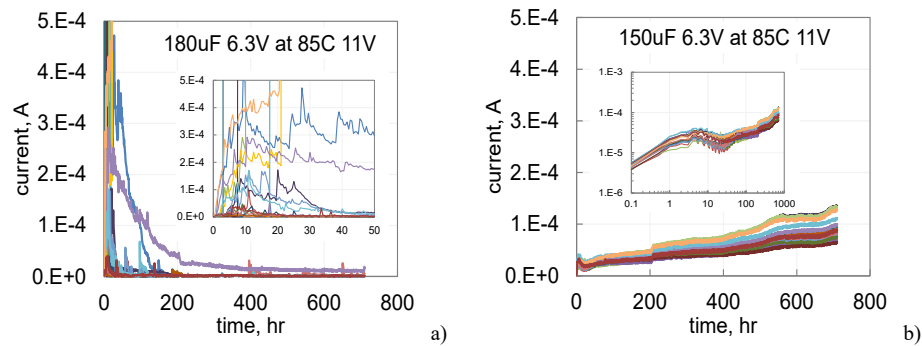 180uF 6.3V at 85C 11V
current, A
5.E-4
4.E-4
3.E-4
2.E-4
1.E-4
0.E+0
0
200
400
600
800
time, hr
5.E-4
4.E-4
3.E-4
2.E-4
1.E-4
0.E+0
0
10
20
30
40
50
a)
150uF 6.3V at 85C 11V
current, A
5.E-4
4.E-4
3.E-4
2.E-4
1.E-4
0.E+0
0
200
400
600
800
time, hr
1.E-3
1.E-4
1.E-5
1.E-6
0.1
1
10
100
1000
b)